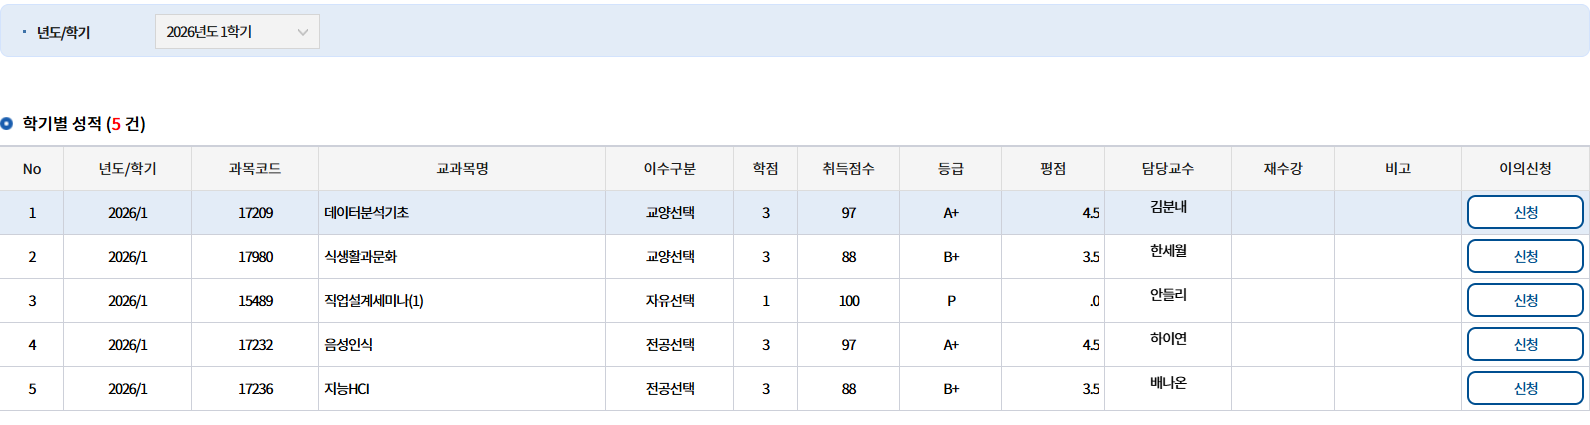 년도/학기 2026년도 1학기
학기별 성적 (5 건)
No 년도/학기 과목코드 교과목명 이수구분 학점 취득점수 등급 평점 담당교수 재수강 비고 이의신청
1 2026/1 17209 데이터분석기초 교양선택 3 97 A+ 4.5 김분내 신청
2 2026/1 17980 식생활과문화 교양선택 3 88 B+ 3.5 한세월 신청
3 2026/1 15489 직업설계세미나(1) 자유선택 1 100 P .0 안들리 신청
4 2026/1 17232 음성인식 전공선택 3 97 A+ 4.5 하이연 신청
5 2026/1 17236 지능HCI 전공선택 3 88 B+ 3.5 배나온 신청